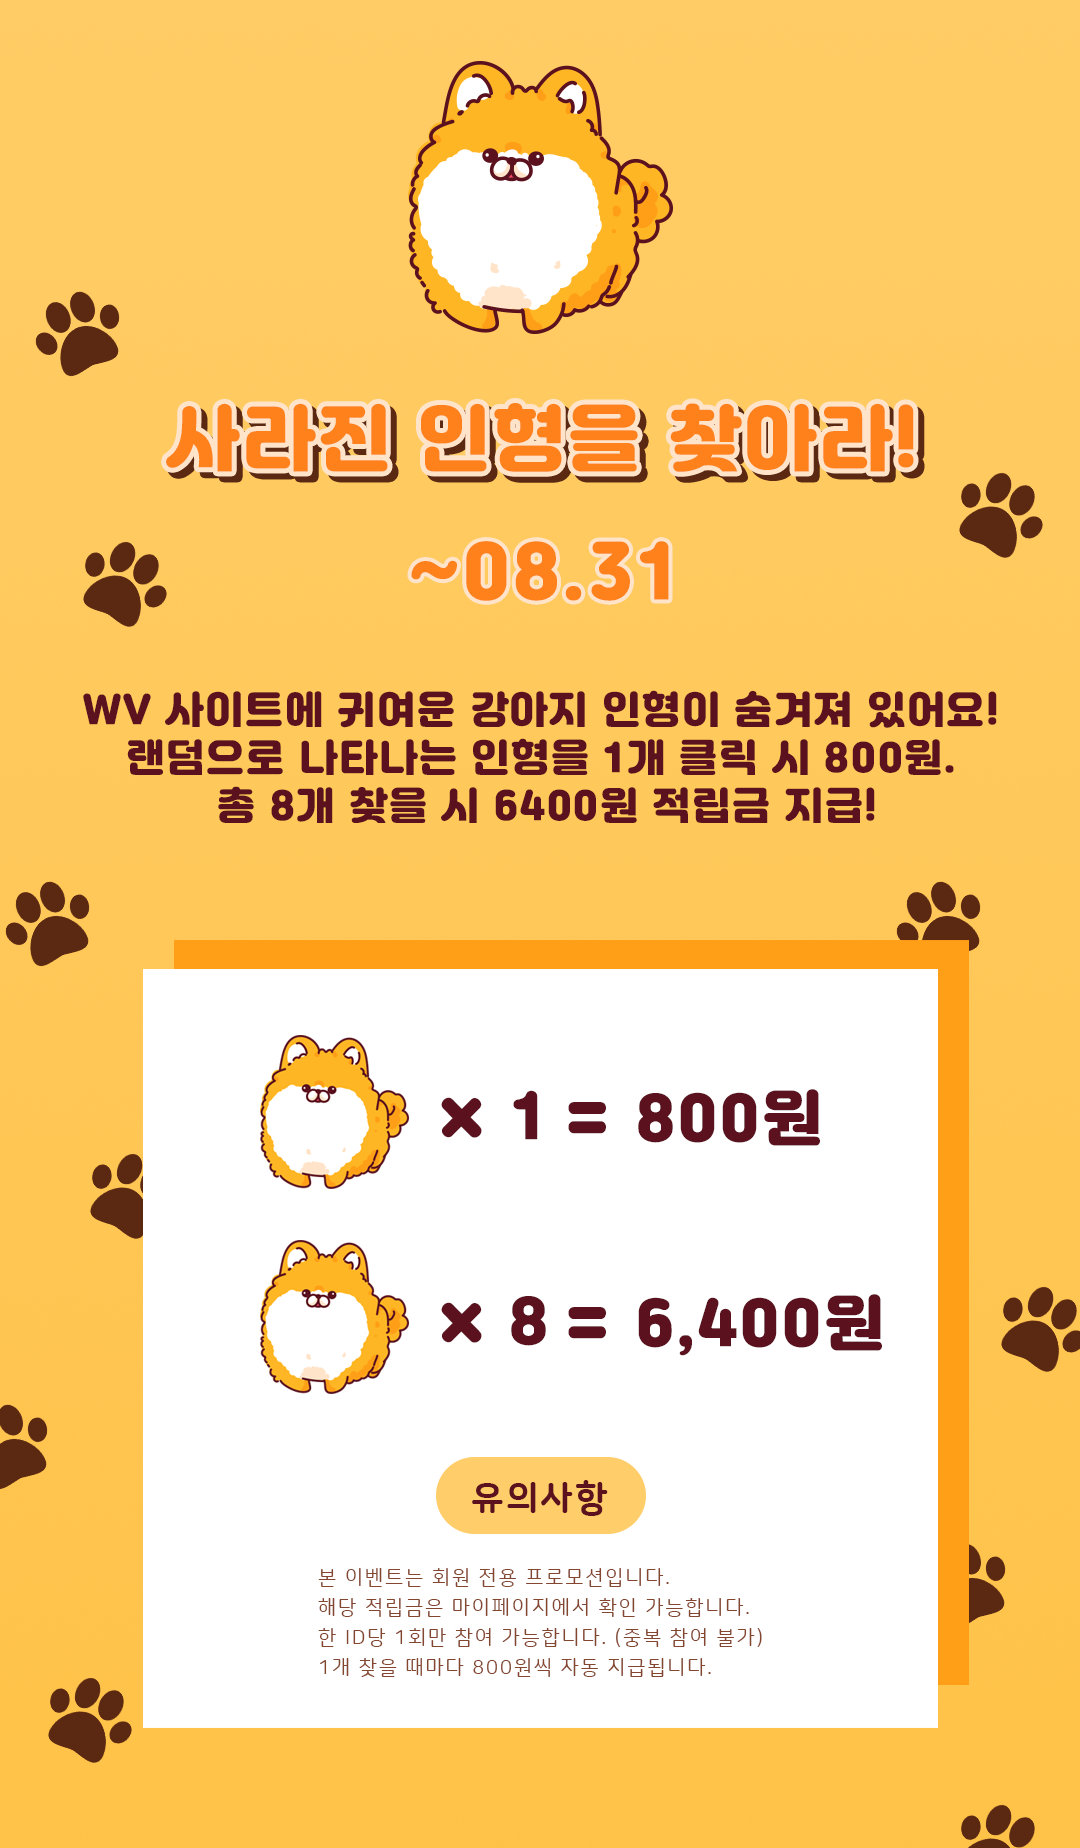 사라진 인형을 찾아라!
~08.31
WV 사이트에 귀여운 강아지 인형이 숨겨져 있어요!
랜덤으로 나타나는 인형을 1개 클릭 시 800원.
총 8개 찾을 시 6400원 적립금 지급!
× 1 = 800원
× 8 = 6,400원
유의사항
본 이벤트는 회원 전용 프로모션입니다.
해당 적립금은 마이페이지에서 확인 가능합니다.
한 ID당 1회만 참여 가능합니다. (중복 참여 불가)
1개 찾을 때마다 800원씩 자동 지급됩니다.